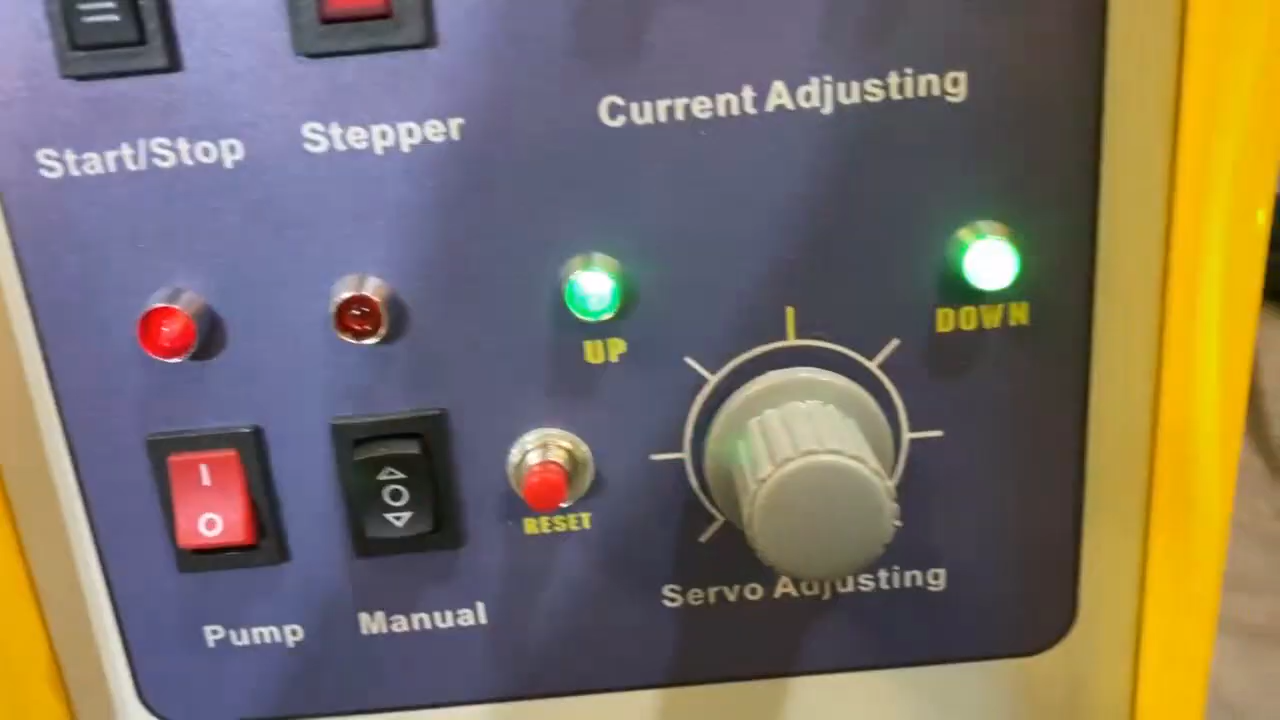 Current Adjusting
Start/Stop
Stepper
UP
DOWN
RESET
Servo Adjusting
Pump
Manual